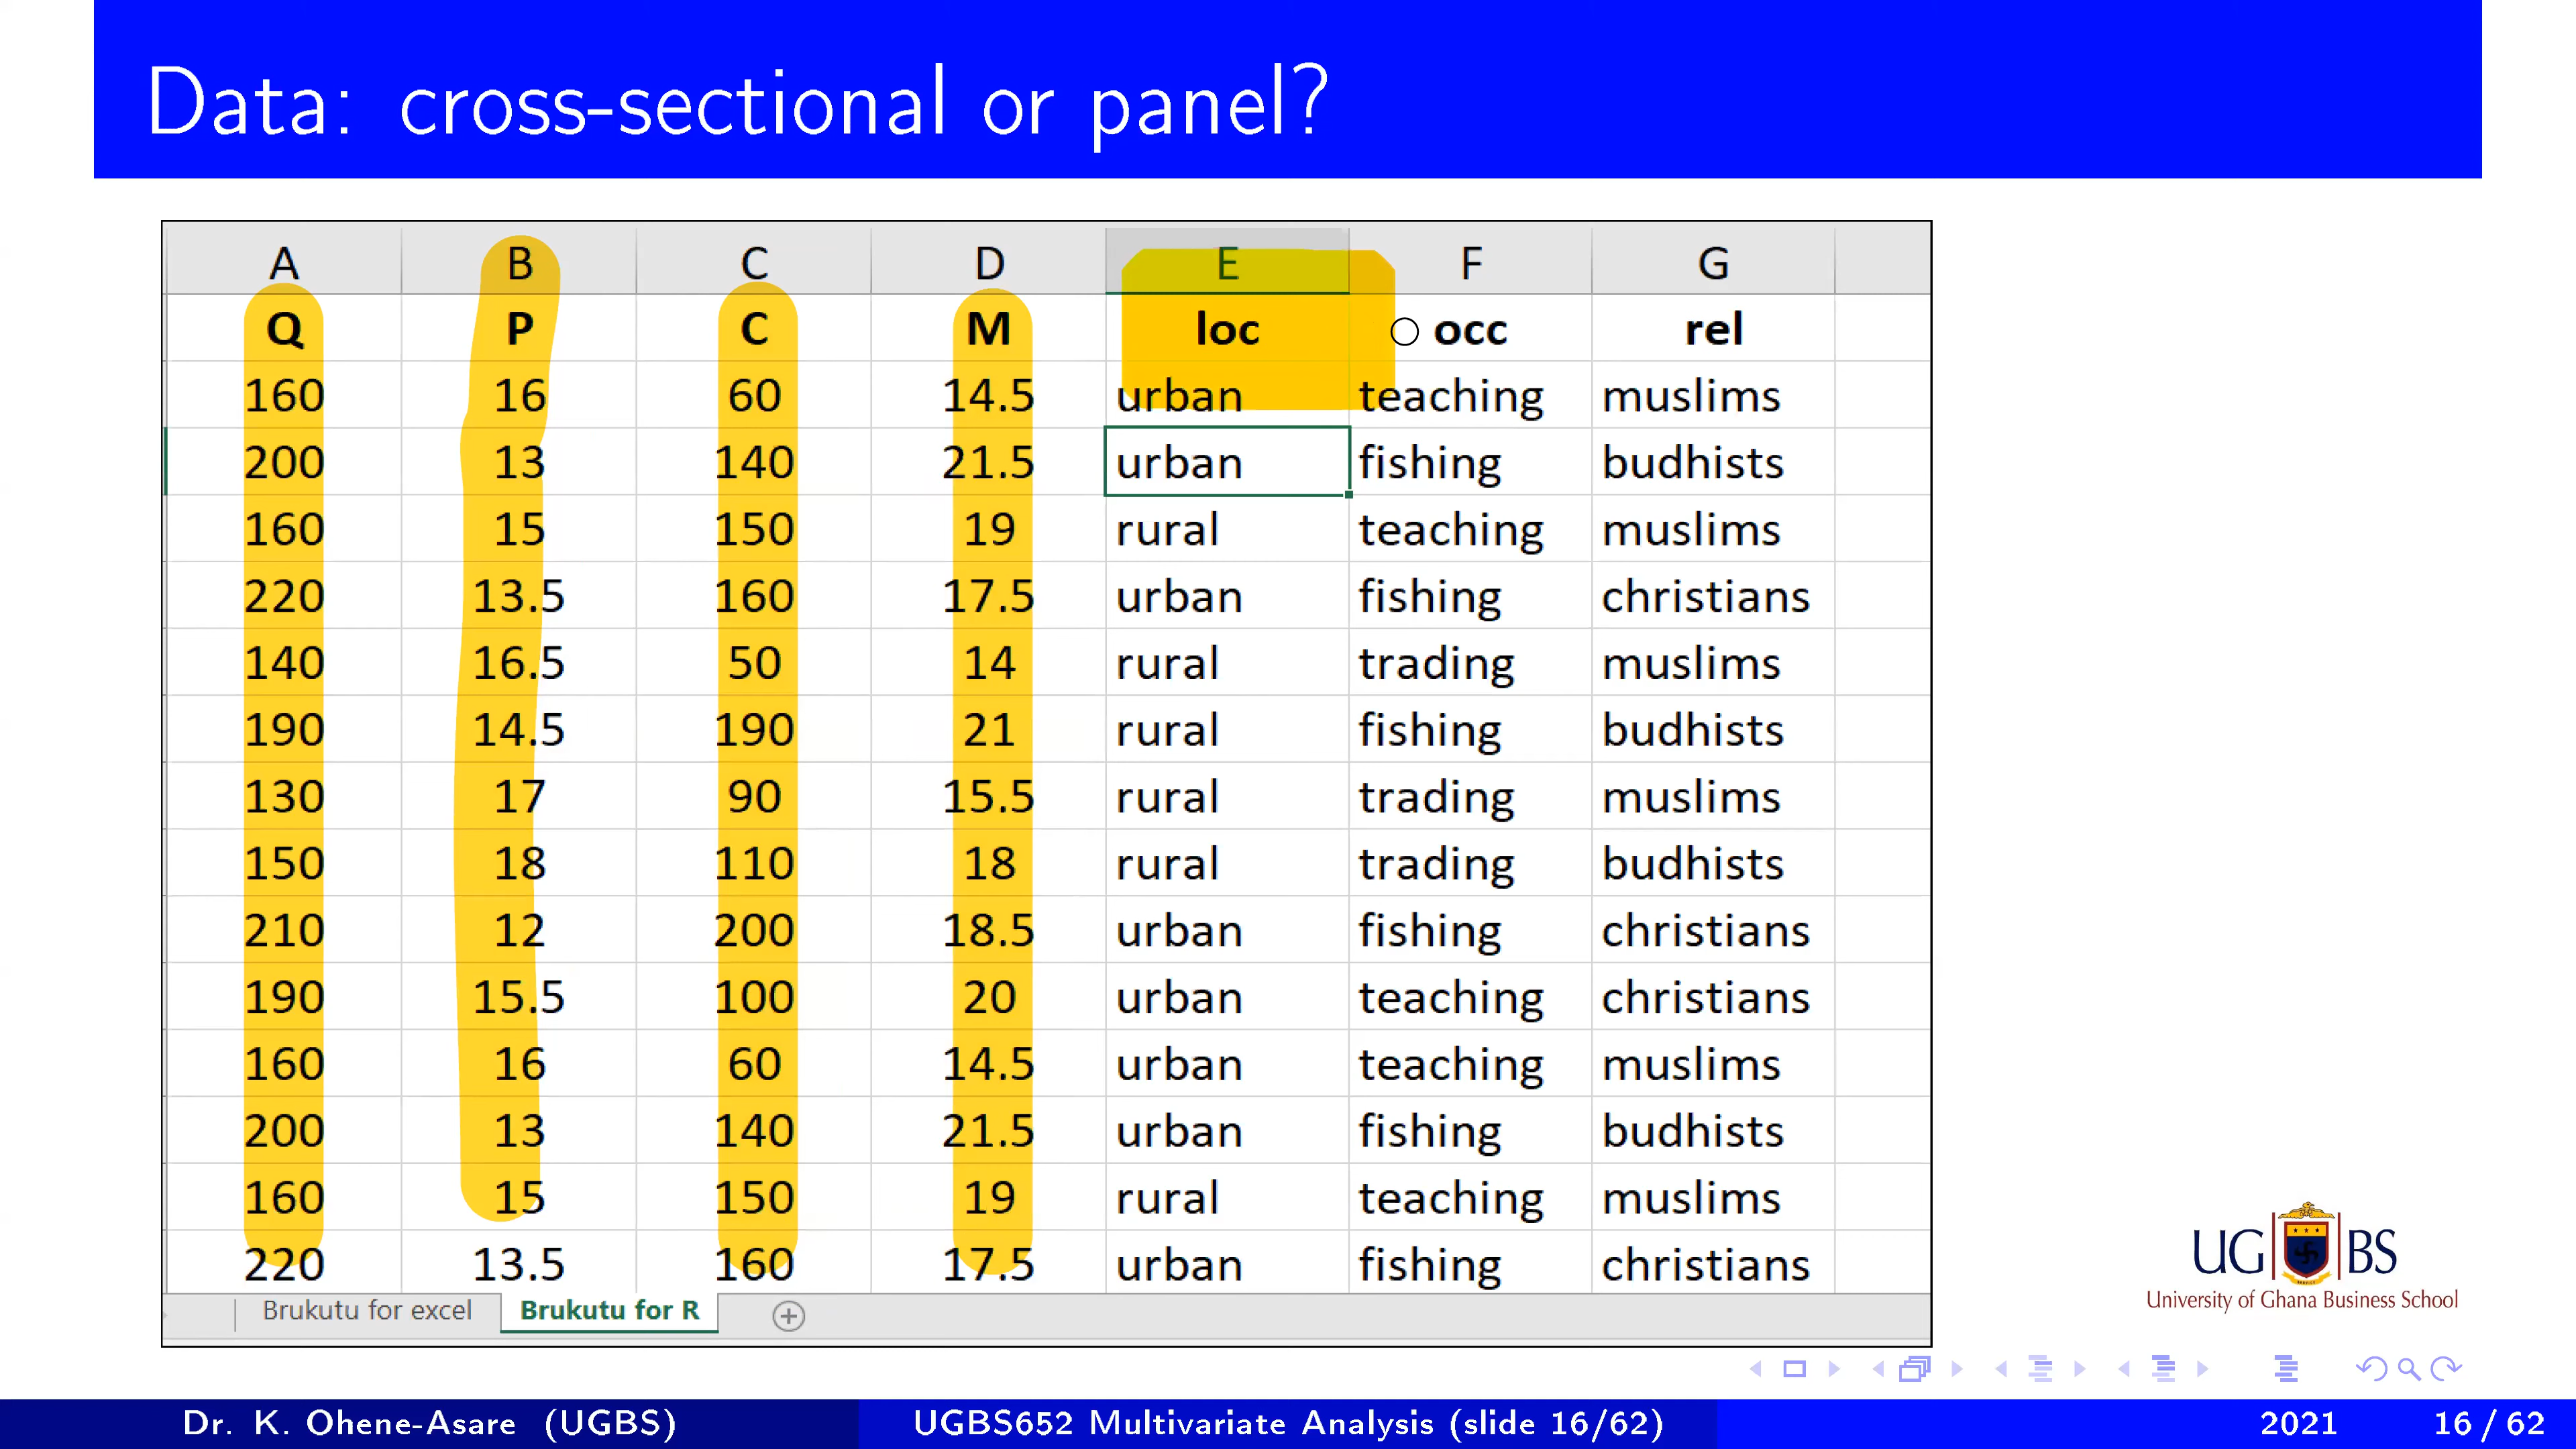 Data: cross-sectional or panel?
A B C D E F G
Q P C M loc occ rel
160 16 60 14.5 urban teaching muslims
200 13 140 21.5 urban fishing budhists
160 15 150 19 rural teaching muslims
220 13.5 160 17.5 urban fishing christians
140 16.5 50 14 rural trading muslims
190 14.5 190 21 rural fishing budhists
130 17 90 15.5 rural trading muslims
150 18 110 18 rural trading budhists
210 12 200 18.5 urban fishing christians
190 15.5 100 20 urban teaching christians
160 16 60 14.5 urban teaching muslims
200 13 140 21.5 urban fishing budhists
160 15 150 19 rural teaching muslims
220 13.5 160 17.5 urban fishing christians
Brukutu for excel Brukutu for R
UG BS
University of Ghana Business School
Dr. K. Ohene-Asare (UGBS) UGBS652 Multivariate Analysis (slide 16/62) 2021 16 / 62